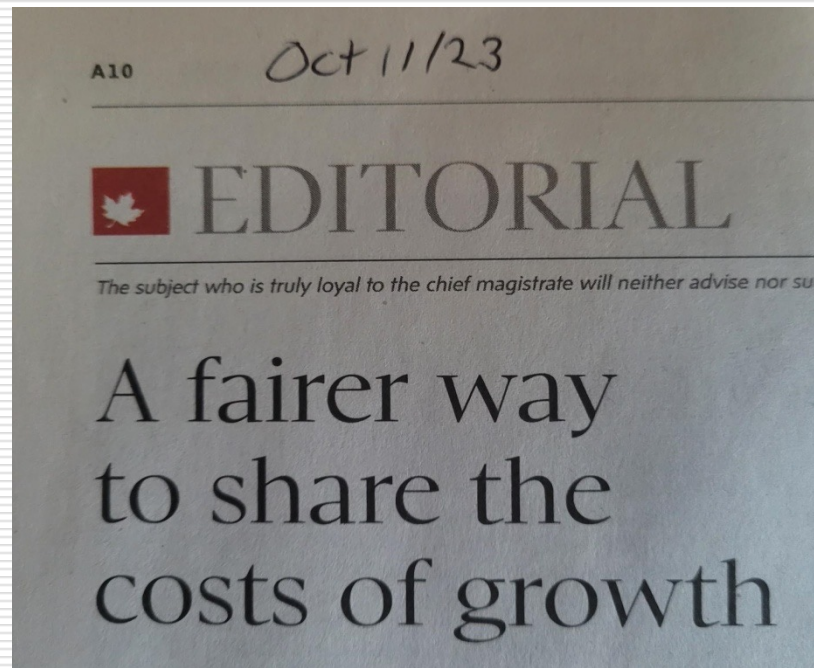 A10 Oct 11/23
EDITORIAL
The subject who is truly loyal to the chief magistrate will neither advise nor su
A fairer way
to share the
costs of growth